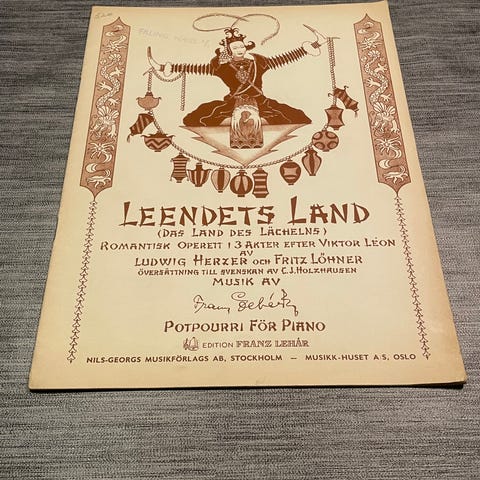 LEENDETS LAND
(DAS LAND DES LÄCHELNS)
ROMANTISK OPERETT I 3 AKTER EFTER VIKTOR LÉON
AV
LUDWIG HERZER OCH FRITZ LÖHNER
ÖVERSÄTTNING TILL SVENSKAN AV C.J. HOLZHAUSEN
MUSIK AV
Franz Lehár
POTPOURRI FÖR PIANO
EDITION FRANZ LEHÁR
NILS-GEORGS MUSIKFÖRLAGS AB, STOCKHOLM — MUSIKK-HUSET A/S, OSLO